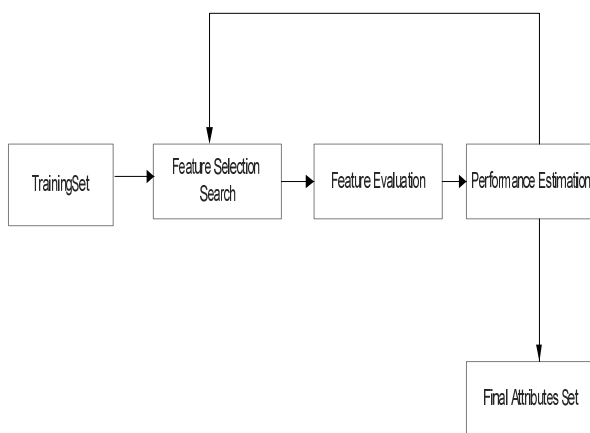 TrainingSet
Feature Selection
Search
Feature Evaluation
Performance Estimation
Final Attributes Set